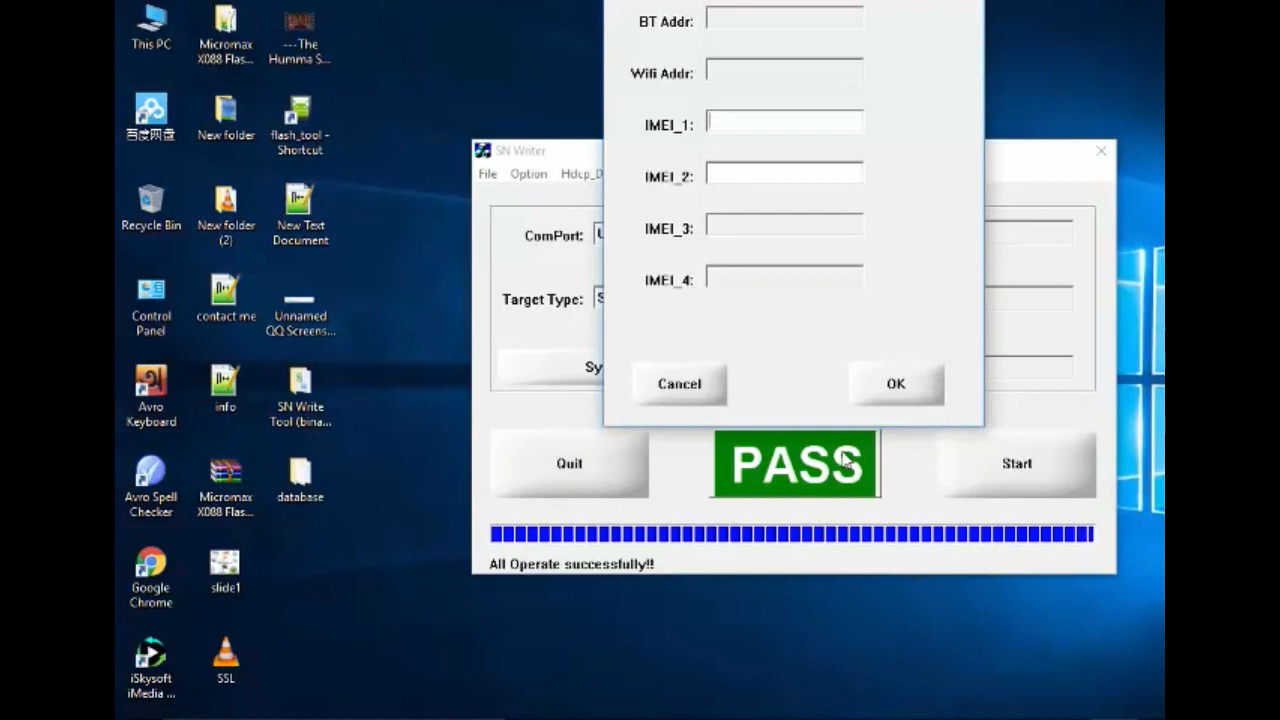 This PC
Micromax
X088 Flas...
---The
Humma S...
百度网盘
New folder
flash_tool -
Shortcut
Recycle Bin
New folder
(2)
New Text
Document
Control
Panel
contact me
Unnamed
QQ Screens...
Avro
Keyboard
info
SN Write
Tool (bina...
Avro Spell
Checker
Micromax
X088 Flas...
database
Google
Chrome
slide1
iSkysoft
iMedia ...
SSL
BT Addr:
Wifi Addr:
IMEI_1:
IMEI_2:
IMEI_3:
IMEI_4:
Cancel
OK
SN Writer
File Option Hdcp_D
ComPort: U
Target Type: S
Sy
Quit
PASS
Start
All Operate successfully!!